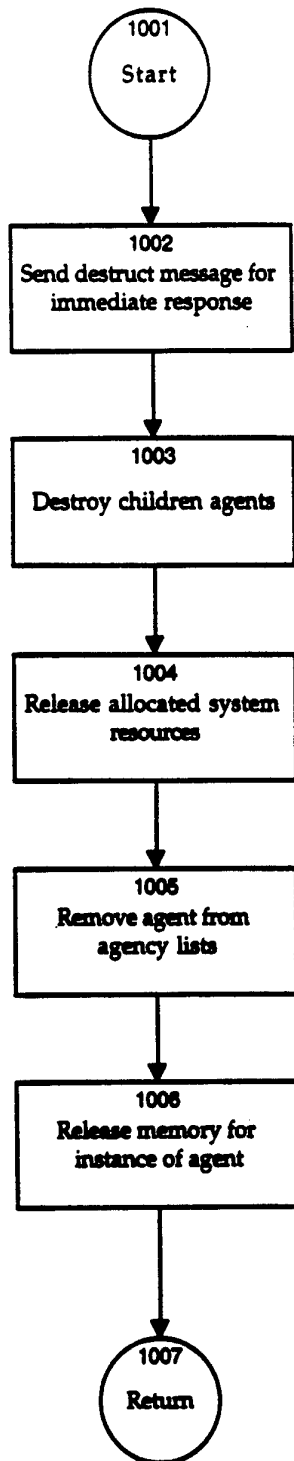 1001
Start
1002
Send destruct message for
immediate response
1003
Destroy children agents
1004
Release allocated system
resources
1005
Remove agent from
agency lists
1006
Release memory for
instance of agent
1007
Return